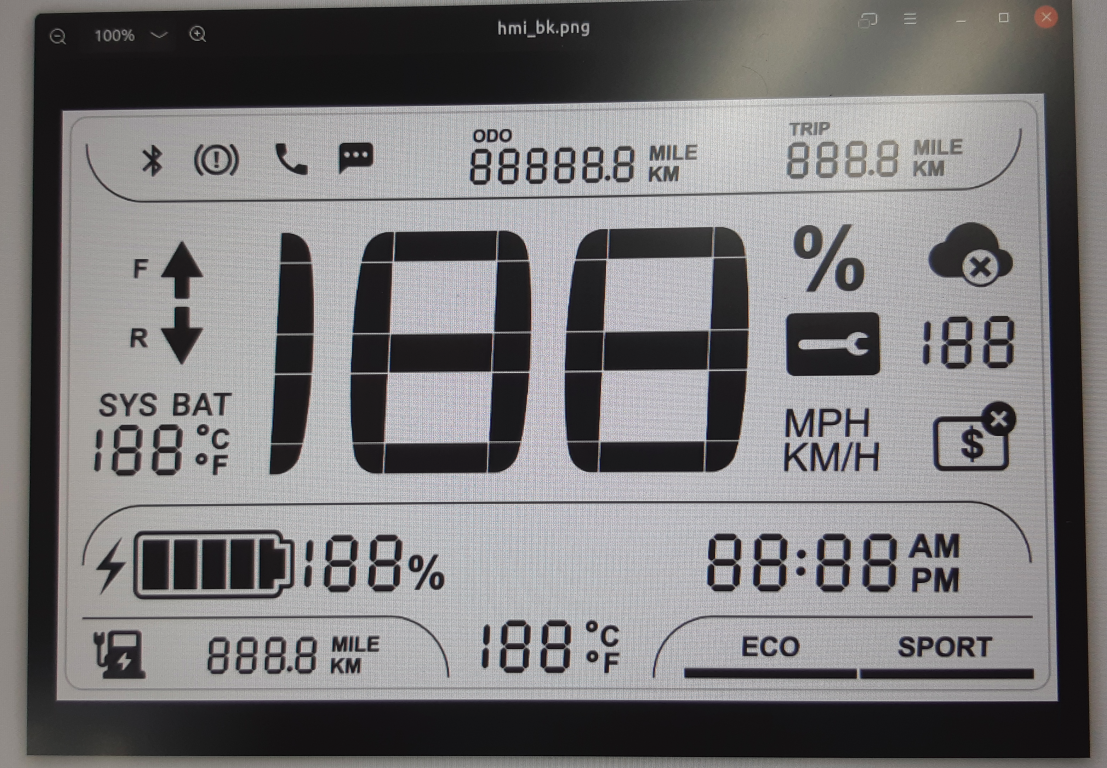 100%
hmi_bk.png
ODO
88888.8 MILE
KM
TRIP
888.8 MILE
KM
F
R
SYS BAT
188 °C
°F
188
%
188
MPH
KM/H
$
188%
88:88 AM
PM
888.8 MILE
KM
188 °C
°F
ECO SPORT